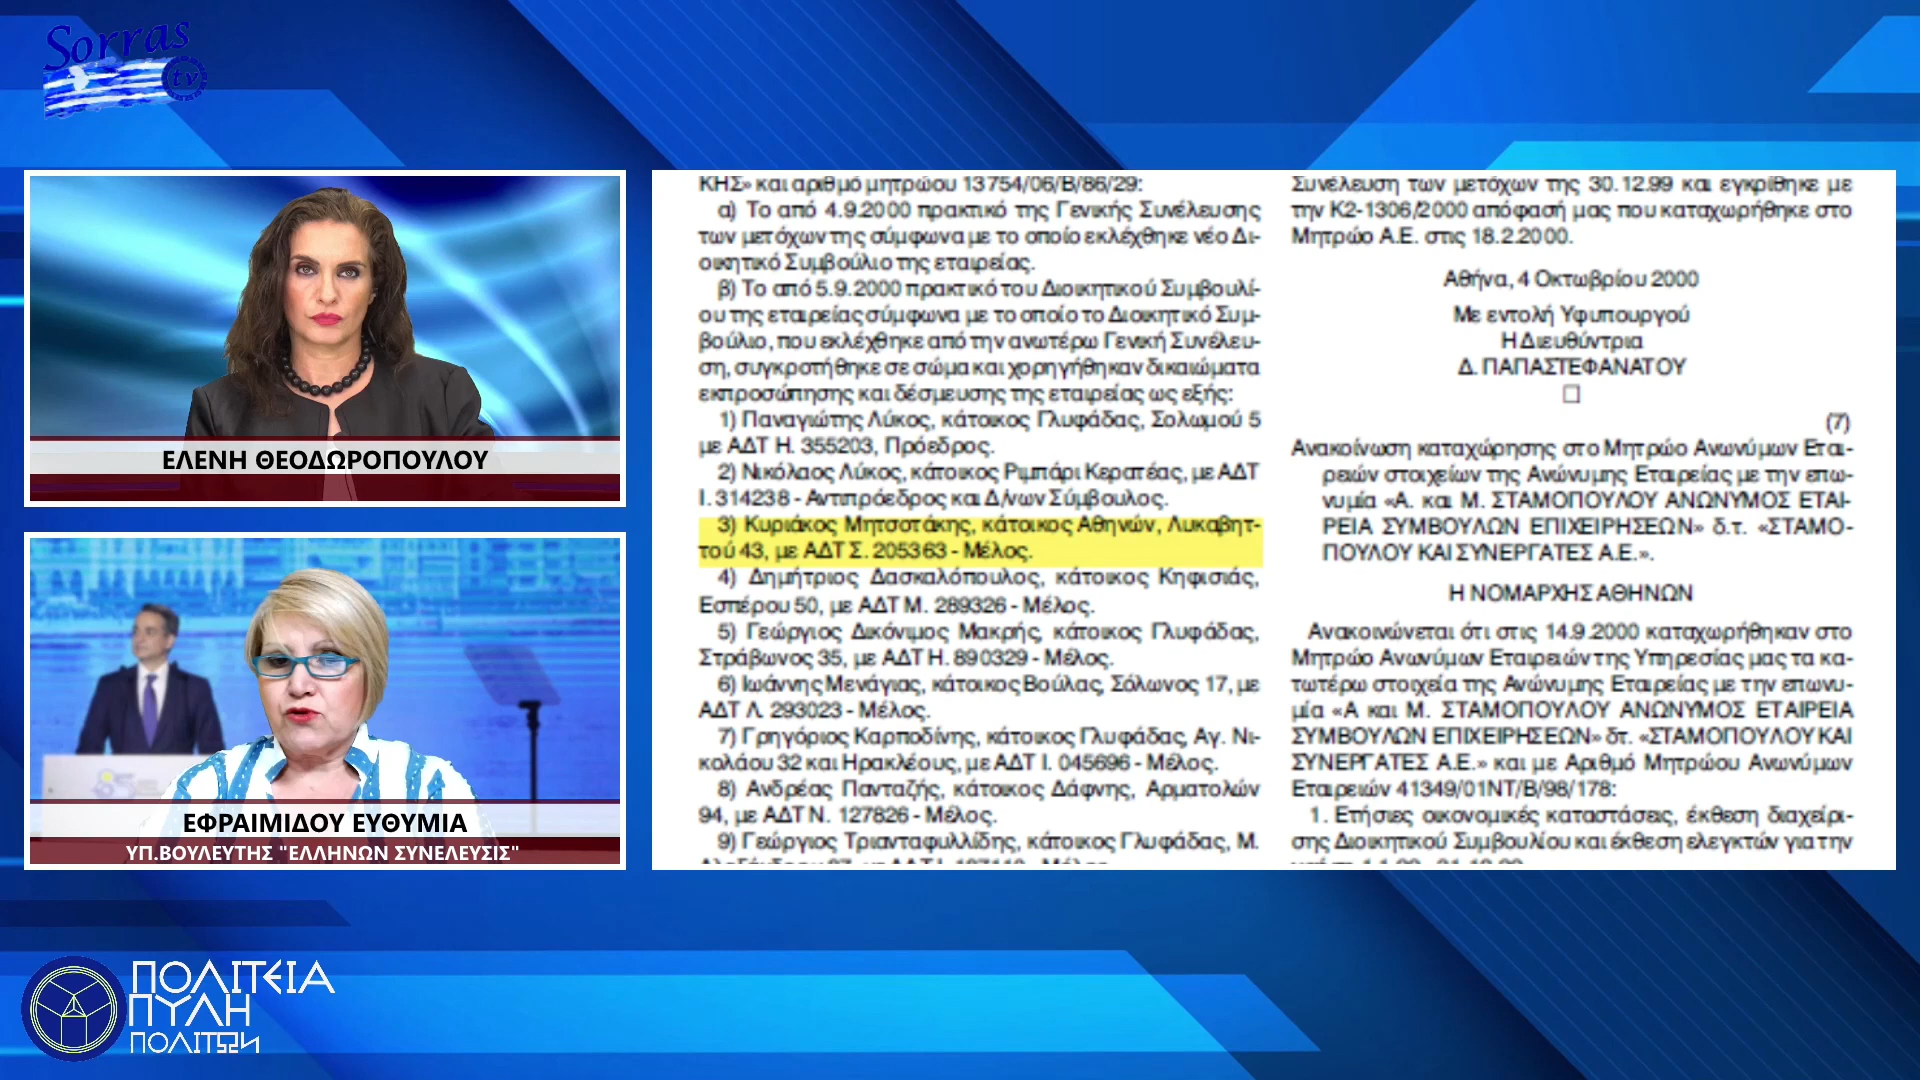 Sorras
tv
ΕΛΕΝΗ ΘΕΟΔΩΡΟΠΟΥΛΟΥ
ΕΦΡΑΙΜΙΔΟΥ ΕΥΘΥΜΙΑ
ΥΠ.ΒΟΥΛΕΥΤΗΣ "ΕΛΛΗΝΩΝ ΣΥΝΕΛΕΥΣΙΣ"
ΠΟΛΙΤΕΙΑ
ΠΥΛΗ
ΠΟΛΙΤΩΝ
ΚΗΣ» και αριθμό μητρώου 13754/06/Β/86/29:
α) Το από 4.9.2000 πρακτικό της Γενικής Συνέλευσης
των μετόχων της σύμφωνα με το οποίο εκλέχθηκε νέο Δι-
οικητικό Συμβούλιο της εταιρείας.
β) Το από 5.9.2000 πρακτικό του Διοικητικού Συμβουλί-
ου της εταιρείας σύμφωνα με το οποίο το Διοικητικό Συμ-
βούλιο, που εκλέχθηκε από την ανωτέρω Γενική Συνέλευ-
ση, συγκροτήθηκε σε σώμα και χορηγήθηκαν δικαιώματα
εκπροσώπησης και δέσμευσης της εταιρείας ως εξής:
1) Παναγιώτης Λύκος, κάτοικος Γλυφάδας, Σολωμού 5
με ΑΔΤ Η. 355203, Πρόεδρος.
2) Νικόλαος Λύκος, κάτοικος Ριμπάρι Κερατέας, με ΑΔΤ
Ι. 314238 - Αντιπρόεδρος και Δ/νων Σύμβουλος.
3) Κυριάκος Μητσοτάκης, κάτοικος Αθηνών, Λυκαβητ-
τού 43, με ΑΔΤ Σ. 205363 - Μέλος.
4) Δημήτριος Δασκαλόπουλος, κάτοικος Κηφισιάς,
Εσπέρου 50, με ΑΔΤ Μ. 289326 - Μέλος.
5) Γεώργιος Δικόνιμος Μακρής, κάτοικος Γλυφάδας,
Στράβωνος 35, με ΑΔΤ Η. 890329 - Μέλος.
6) Ιωάννης Μενάγιας, κάτοικος Βούλας, Σόλωνος 17, με
ΑΔΤ Λ. 293023 - Μέλος.
7) Γρηγόριος Καρποδίνης, κάτοικος Γλυφάδας, Αγ. Νι-
κολάου 32 και Ηρακλέους, με ΑΔΤ Ι. 045696 - Μέλος.
8) Ανδρέας Πανταζής, κάτοικος Δάφνης, Αρματολών
94, με ΑΔΤ Ν. 127826 - Μέλος.
9) Γεώργιος Τριανταφυλλίδης, κάτοικος Γλυφάδας, Μ.
Συνέλευση των μετόχων της 30.12.99 και εγκρίθηκε με
την Κ2-1306/2000 απόφασή μας που καταχωρήθηκε στο
Μητρώο Α.Ε. στις 18.2.2000.
Αθήνα, 4 Οκτωβρίου 2000
Με εντολή Υφυπουργού
Η Διευθύντρια
Δ. ΠΑΠΑΣΤΕΦΑΝΑΤΟΥ
(7)
Ανακοίνωση καταχώρησης στο Μητρώο Ανωνύμων Εται-
ρειών στοιχείων της Ανώνυμης Εταιρείας με την επω-
νυμία «Α. και Μ. ΣΤΑΜΟΠΟΥΛΟΥ ΑΝΩΝΥΜΟΣ ΕΤΑΙ-
ΡΕΙΑ ΣΥΜΒΟΥΛΩΝ ΕΠΙΧΕΙΡΗΣΕΩΝ» δ.τ. «ΣΤΑΜΟ-
ΠΟΥΛΟΥ ΚΑΙ ΣΥΝΕΡΓΑΤΕΣ Α.Ε.».
Η ΝΟΜΑΡΧΗΣ ΑΘΗΝΩΝ
Ανακοινώνεται ότι στις 14.9.2000 καταχωρήθηκαν στο
Μητρώο Ανωνύμων Εταιρειών της Υπηρεσίας μας τα κα-
τωτέρω στοιχεία της Ανώνυμης Εταιρείας με την επωνυ-
μία «Α και Μ. ΣΤΑΜΟΠΟΥΛΟΥ ΑΝΩΝΥΜΟΣ ΕΤΑΙΡΕΙΑ
ΣΥΜΒΟΥΛΩΝ ΕΠΙΧΕΙΡΗΣΕΩΝ» δτ. «ΣΤΑΜΟΠΟΥΛΟΥ ΚΑΙ
ΣΥΝΕΡΓΑΤΕΣ Α.Ε.» και με Αριθμό Μητρώου Ανωνύμων
Εταιρειών 41349/01ΝΤ/Β/98/178:
1. Ετήσιες οικονομικές καταστάσεις, έκθεση διαχείρι-
σης Διοικητικού Συμβουλίου και έκθεση ελεγκτών για την